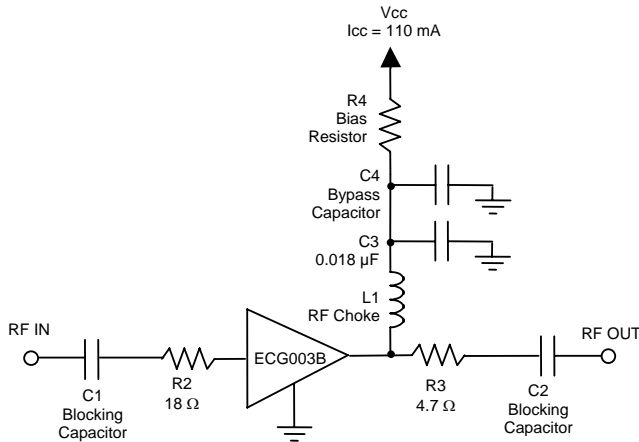 Vcc
Icc = 110 mA
R4
Bias
Resistor
C4
Bypass
Capacitor
C3
0.018 µF
L1
RF Choke
RF IN
RF OUT
ECG003B
R2
18 Ω
R3
4.7 Ω
C1
Blocking
Capacitor
C2
Blocking
Capacitor